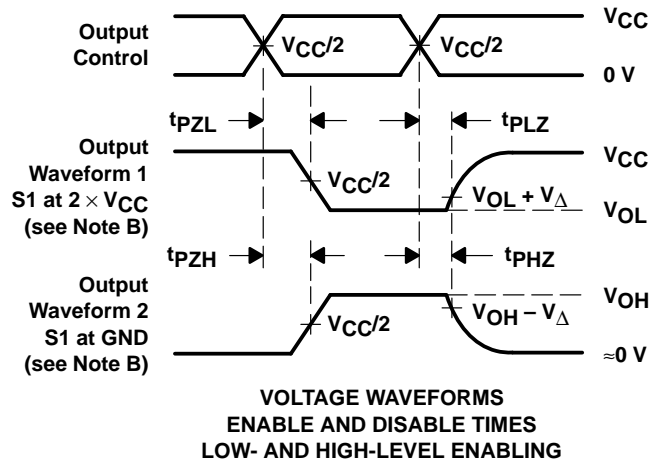 Output
Control
VCC/2
VCC/2
VCC
0 V
tPZL
tPLZ
Output
Waveform 1
S1 at 2 × VCC
(see Note B)
VCC/2
VOL + VΔ
VCC
VOL
tPZH
tPHZ
Output
Waveform 2
S1 at GND
(see Note B)
VCC/2
VOH − VΔ
VOH
≈0 V
VOLTAGE WAVEFORMS
ENABLE AND DISABLE TIMES
LOW- AND HIGH-LEVEL ENABLING